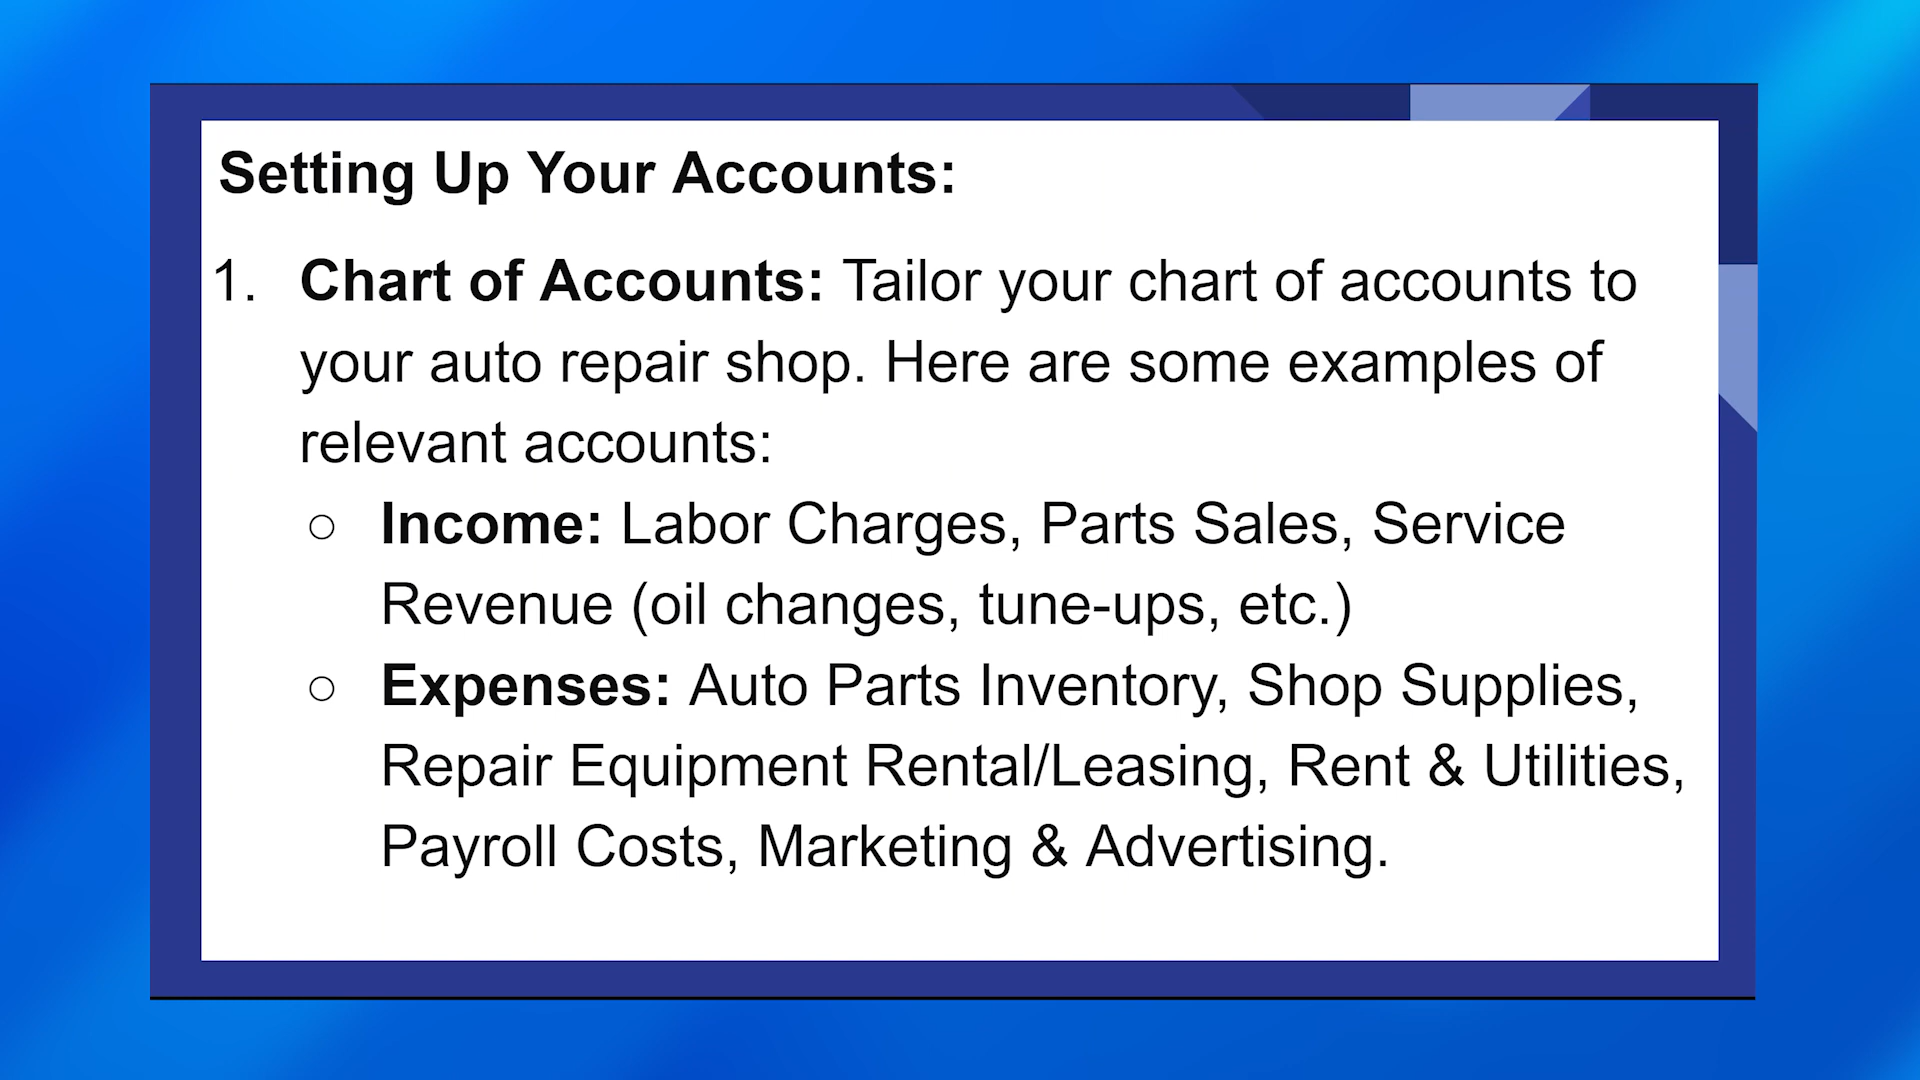 Setting Up Your Accounts:
1. Chart of Accounts: Tailor your chart of accounts to
your auto repair shop. Here are some examples of
relevant accounts:
○ Income: Labor Charges, Parts Sales, Service
Revenue (oil changes, tune-ups, etc.)
○ Expenses: Auto Parts Inventory, Shop Supplies,
Repair Equipment Rental/Leasing, Rent & Utilities,
Payroll Costs, Marketing & Advertising.